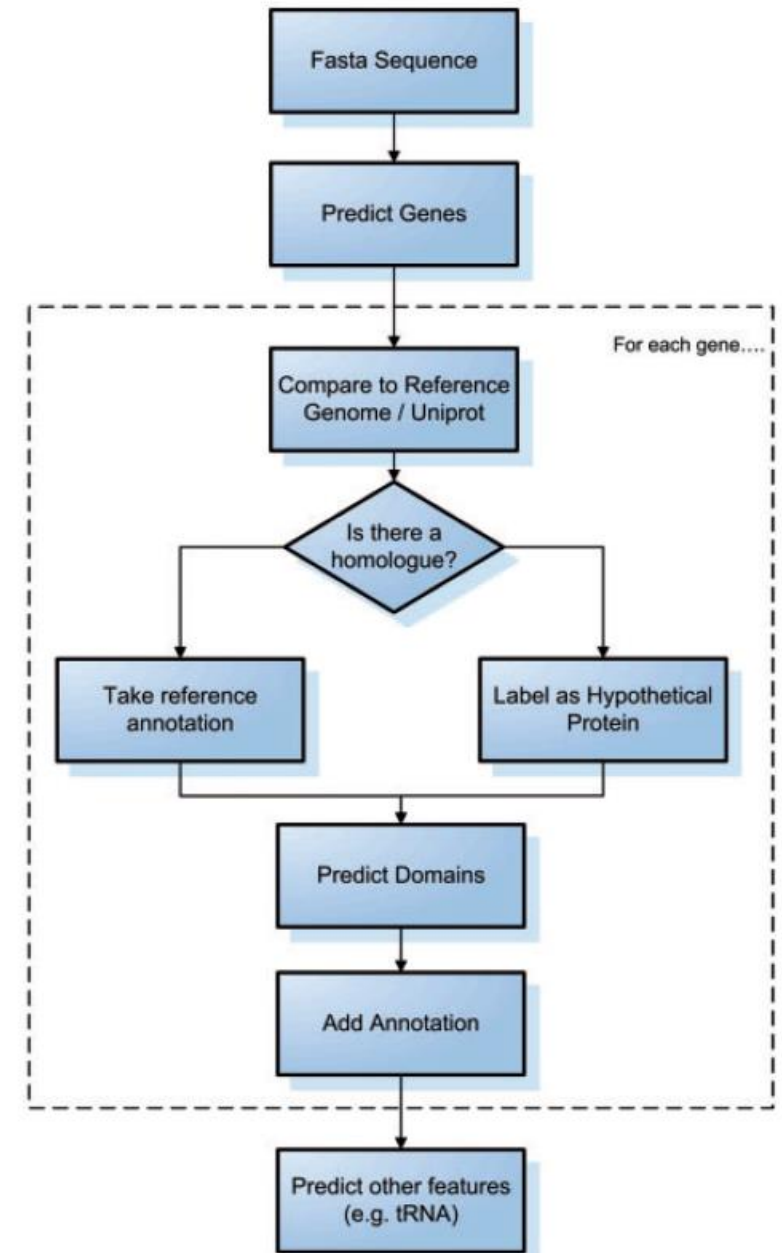 Fasta Sequence
Predict Genes
For each gene....
Compare to Reference
Genome / Uniprot
Is there a
homologue?
Take reference
annotation
Label as Hypothetical
Protein
Predict Domains
Add Annotation
Predict other features
(e.g. tRNA)